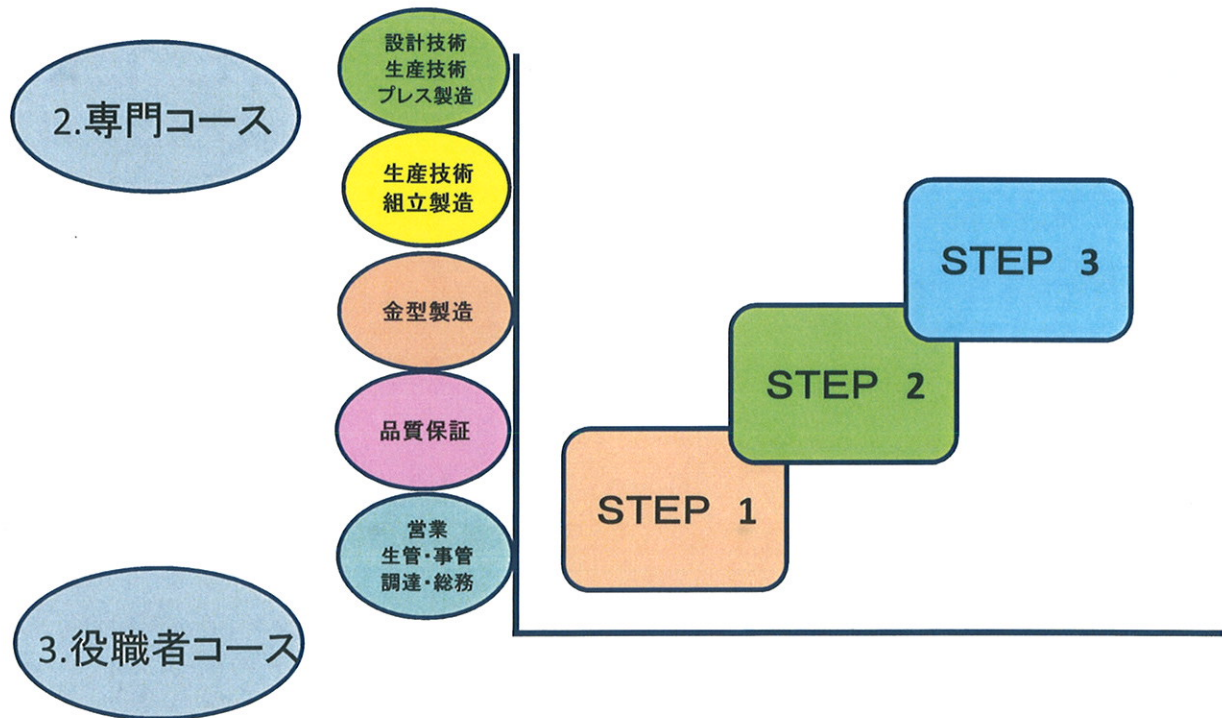 2.専門コース
設計技術
生産技術
プレス製造
生産技術
組立製造
金型製造
品質保証
営業
生管・事管
調達・総務
STEP 3
STEP 2
STEP 1
3.役職者コース